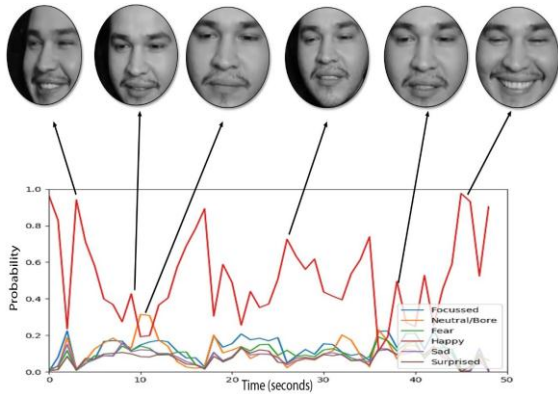 1.0
0.8
0.6
0.4
0.2
0.0
Probability
Focussed
Neutral/Bore
Fear
Happy
Sad
Surprised
0 10 20 30 40 50
Time (seconds)